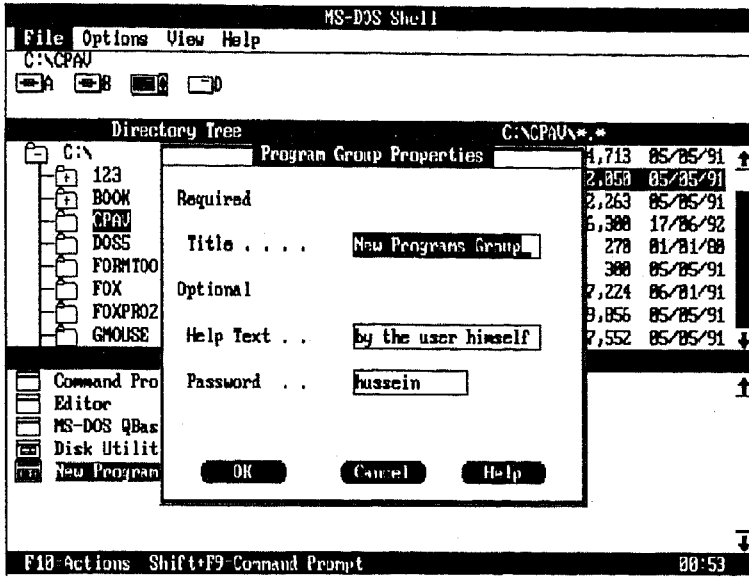 MS-DOS Shell
File Options View Help
C:\CPAV
A B D
Directory Tree C:\CPAV\*.*
Program Group Properties
C:\
123
BOOK
CPAV
DOS5
FORMTOO
FOX
FOXPRO2
GMOUSE
4,713 05/05/91
2,050 05/05/91
2,263 05/05/91
6,300 17/06/92
270 01/01/80
300 05/05/91
7,224 06/01/91
9,856 05/05/91
7,552 05/05/91
Required
Title . . . . New Programs Group
Optional
Help Text . . by the user himself
Password . . hussein
OK Cancel Help
Command Pro
Editor
MS-DOS QBas
Disk Utilit
New Program
F10=Actions Shift+F9=Command Prompt 00:53